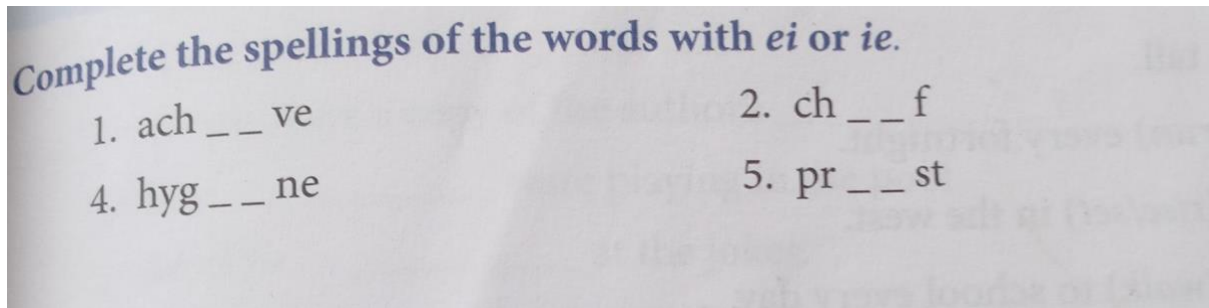 Complete the spellings of the words with ei or ie.
1. ach _ _ ve 2. ch _ _ f
4. hyg _ _ ne 5. pr _ _ st